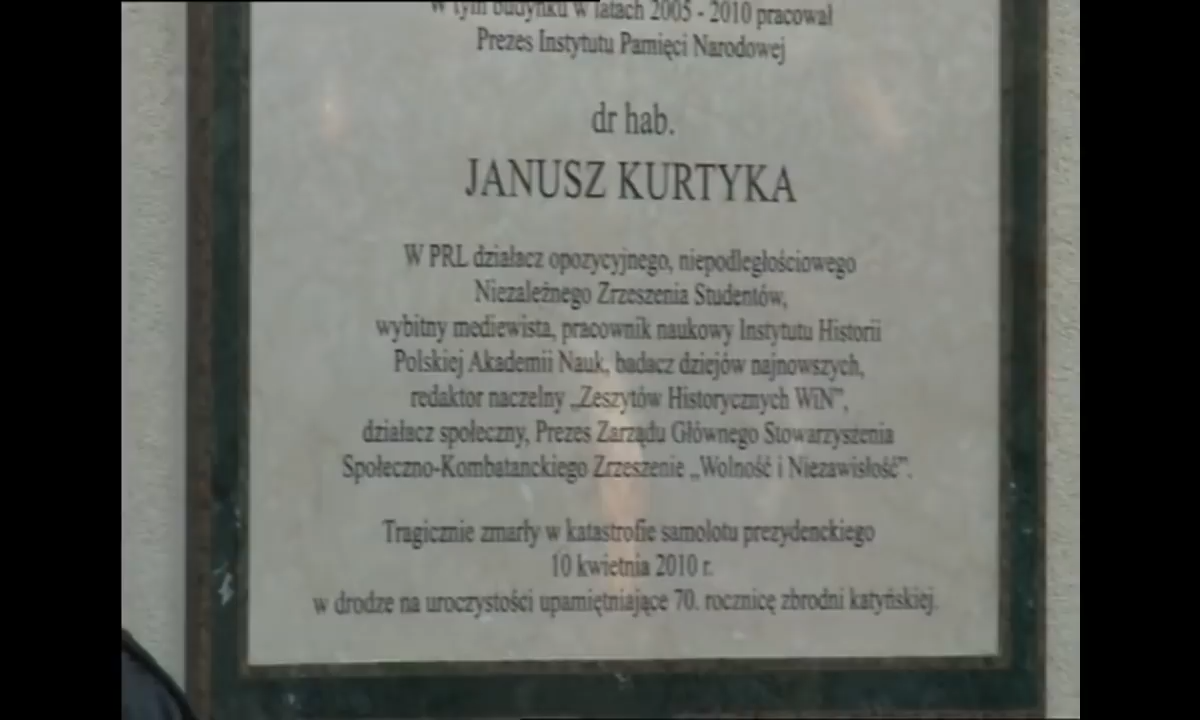 w tym budynku w latach 2005 - 2010 pracował
Prezes Instytutu Pamięci Narodowej
dr hab.
JANUSZ KURTYKA
W PRL działacz opozycyjnego, niepodległościowego
Niezależnego Zrzeszenia Studentów,
wybitny mediewista, pracownik naukowy Instytutu Historii
Polskiej Akademii Nauk, badacz dziejów najnowszych,
redaktor naczelny „Zeszytów Historycznych WiN”,
działacz społeczny, Prezes Zarządu Głównego Stowarzyszenia
Społeczno-Kombatanckiego Zrzeszenie „Wolność i Niezawisłość”.
Tragicznie zmarły w katastrofie samolotu prezydenckiego
10 kwietnia 2010 r.
w drodze na uroczystości upamiętniające 70. rocznicę zbrodni katyńskiej.